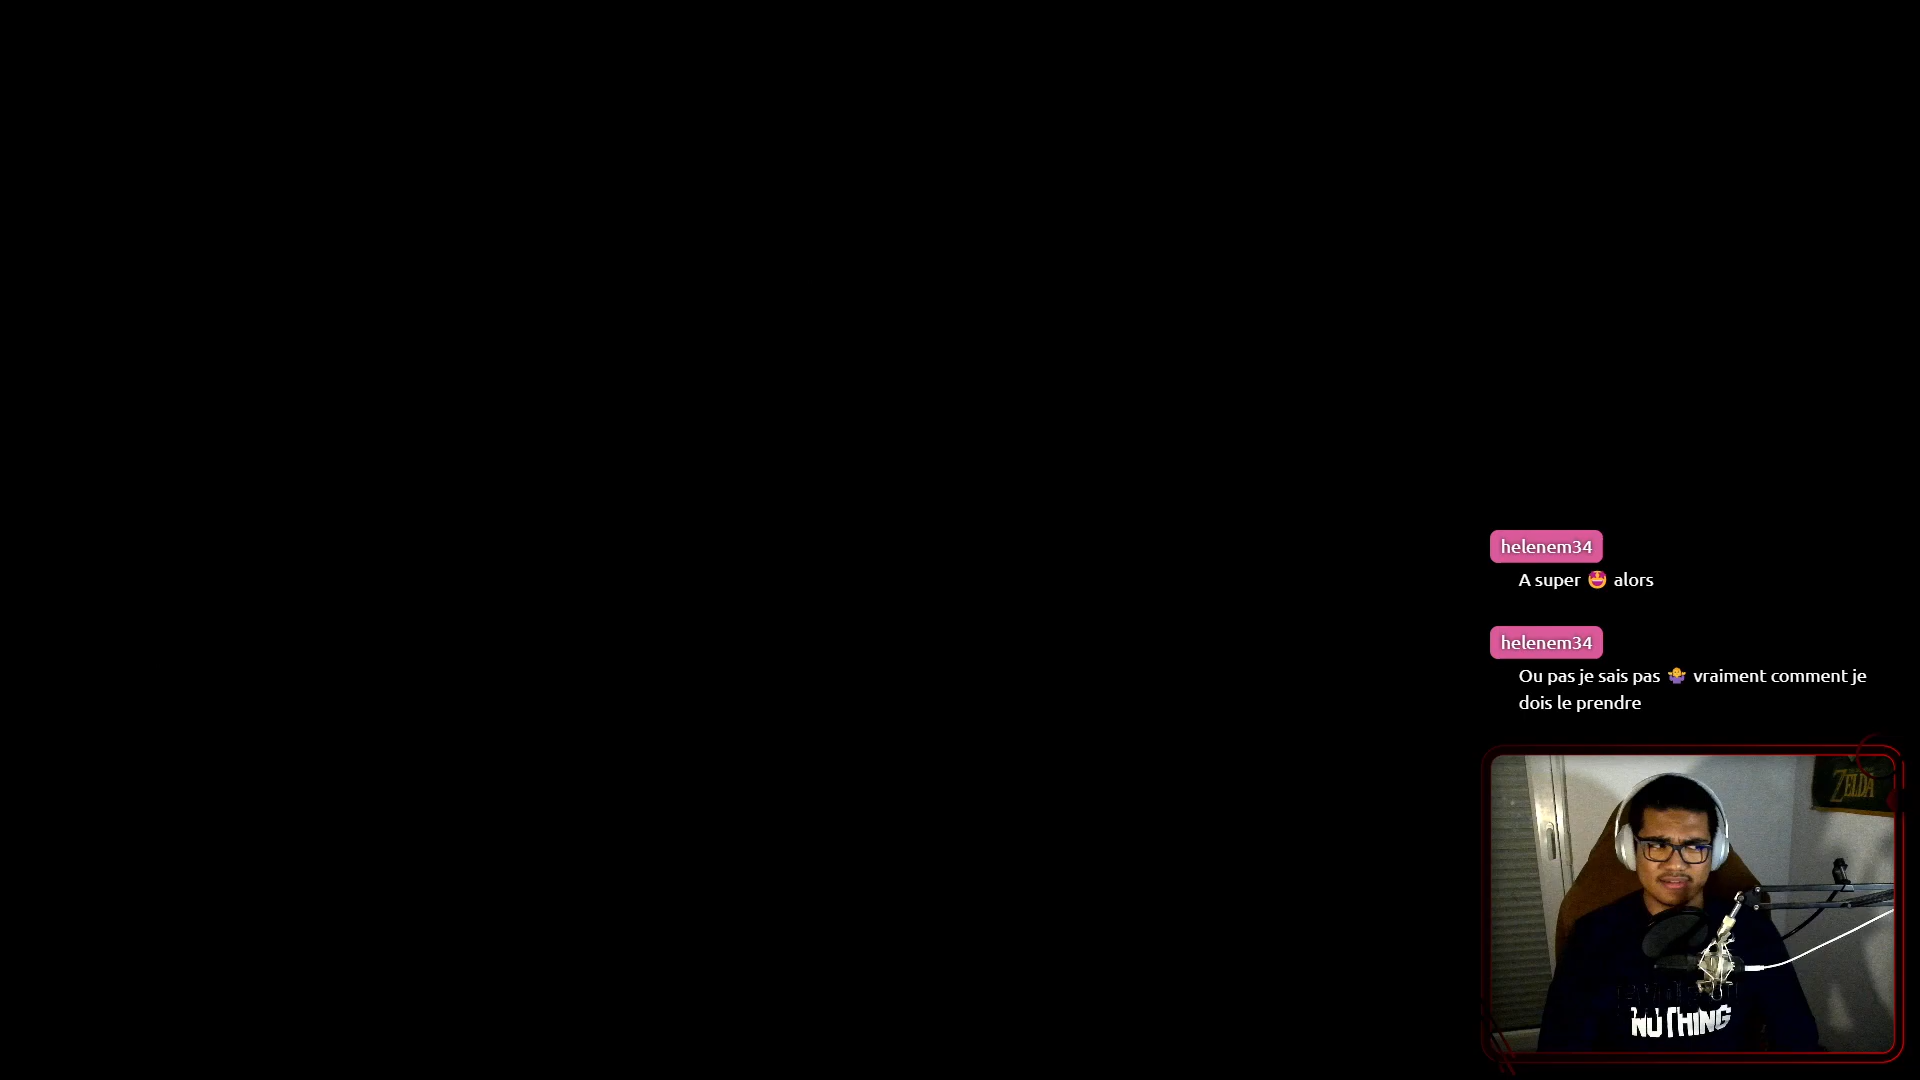 helenem34
A super 🤩 alors
helenem34
Ou pas je sais pas 🤷 vraiment comment je
dois le prendre
ZELDA
NOTHING